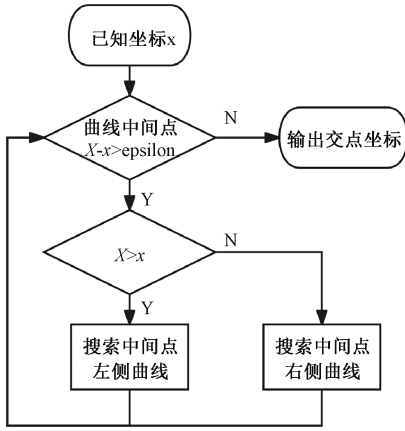 已知坐标x
曲线中间点
X-x>epsilon
N
输出交点坐标
Y
X>x
N
Y
搜索中间点
左侧曲线
搜索中间点
右侧曲线